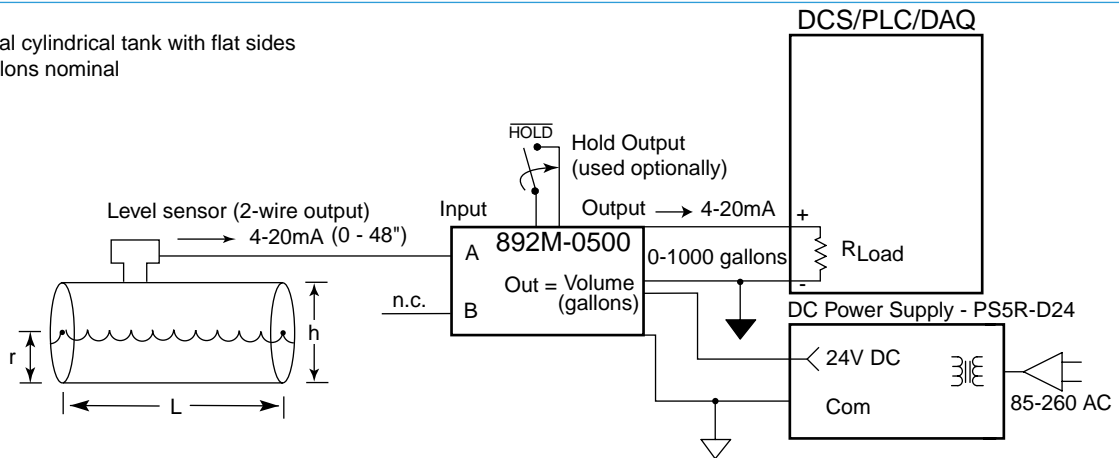 al cylindrical tank with flat sides
lons nominal
DCS/PLC/DAQ
HOLD
Hold Output
(used optionally)
Level sensor (2-wire output)
4-20mA (0 - 48")
Input
Output
4-20mA
+
A
892M-0500
0-1000 gallons
RLoad
Out = Volume
(gallons)
-
n.c.
B
DC Power Supply - PS5R-D24
h
r
24V DC
L
Com
85-260 AC